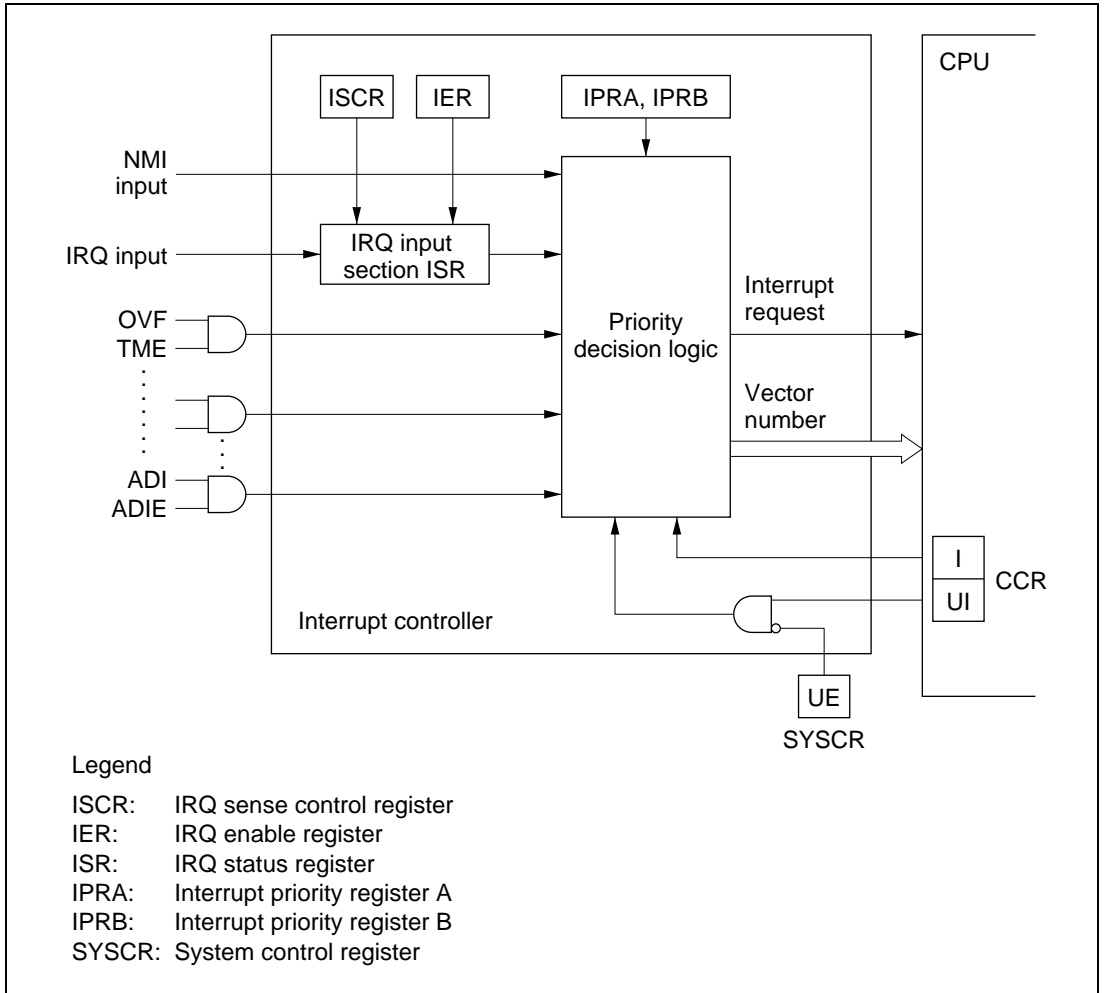 CPU
ISCR
IER
IPRA, IPRB
NMI
input
IRQ input
IRQ input
section ISR
OVF
TME
Priority
decision logic
Interrupt
request
Vector
number
ADI
ADIE
I
UI
CCR
Interrupt controller
UE
SYSCR
Legend
ISCR: IRQ sense control register
IER: IRQ enable register
ISR: IRQ status register
IPRA: Interrupt priority register A
IPRB: Interrupt priority register B
SYSCR: System control register